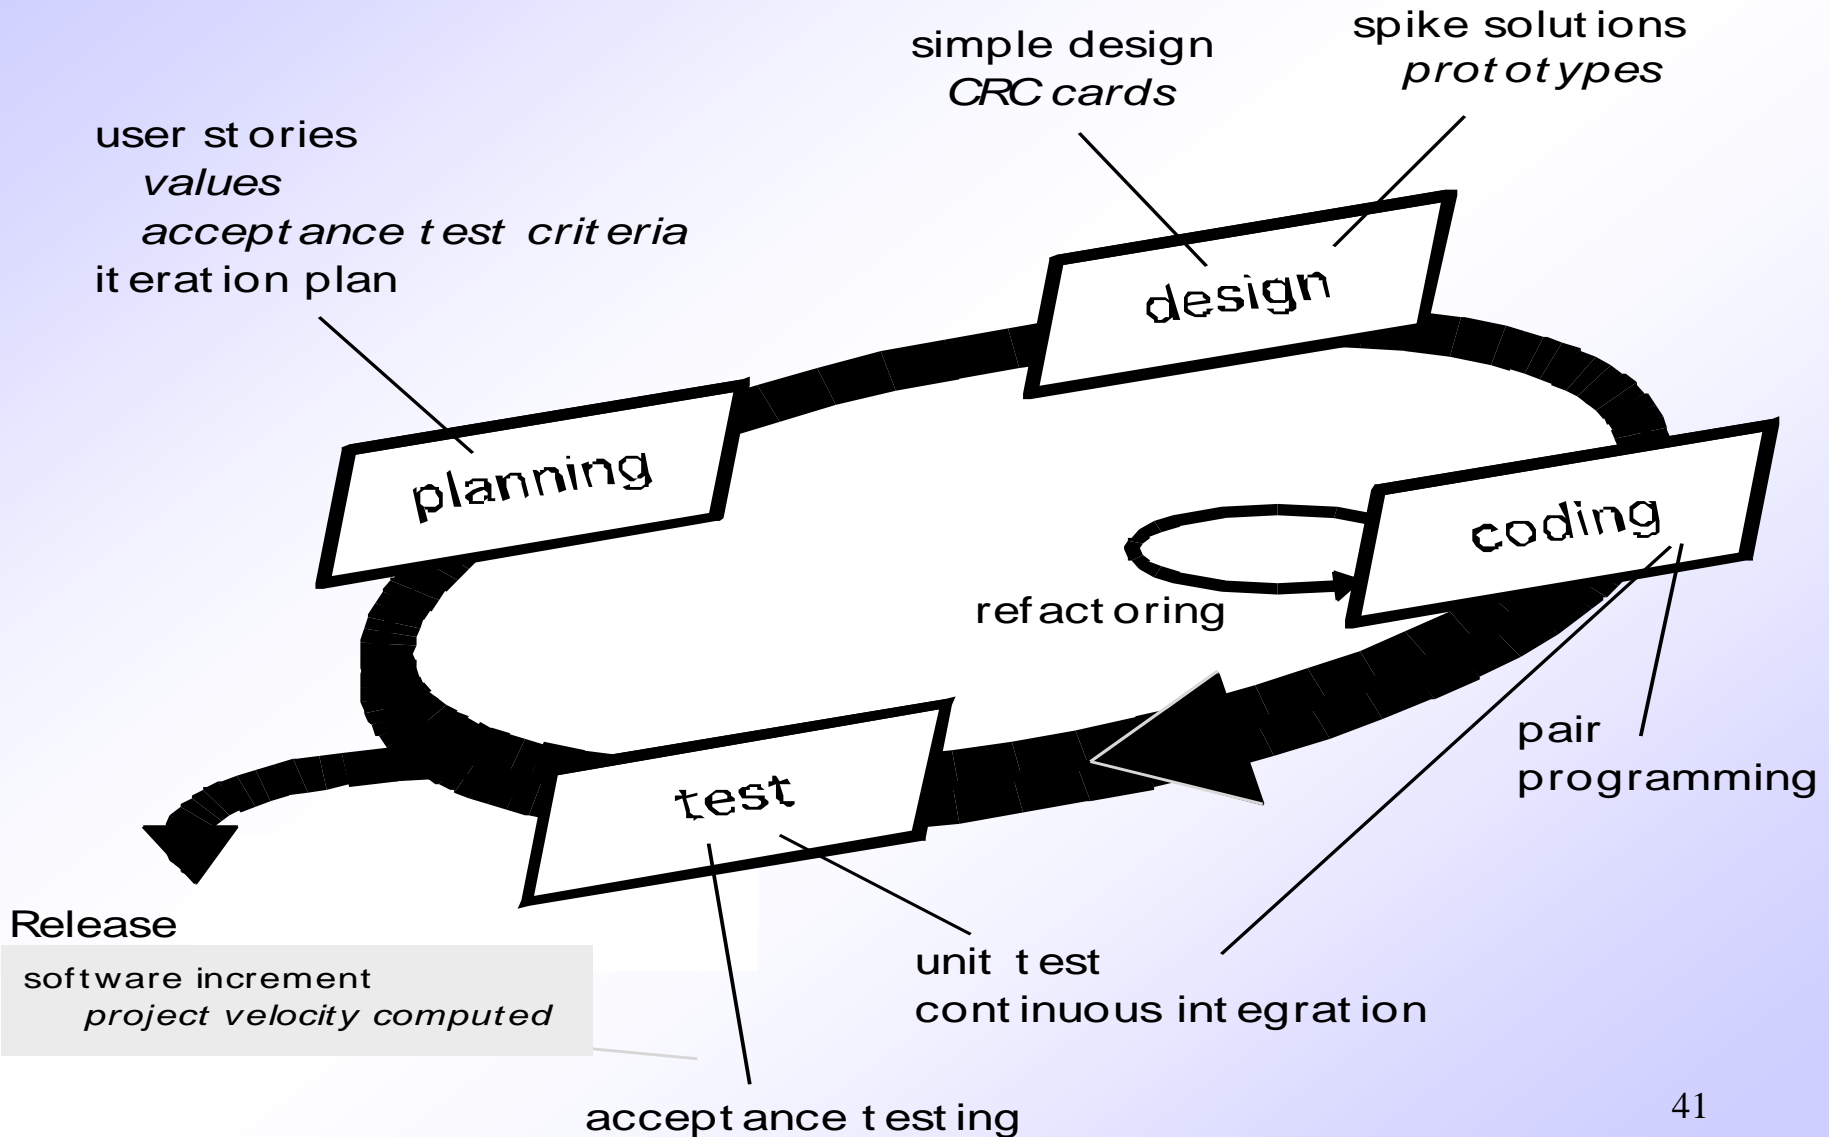 spike solutions
prototypes
simple design
CRC cards
user stories
values
acceptance test criteria
iteration plan
design
planning
coding
refactoring
pair
programming
test
Release
software increment
project velocity computed
unit test
continuous integration
acceptance testing
41